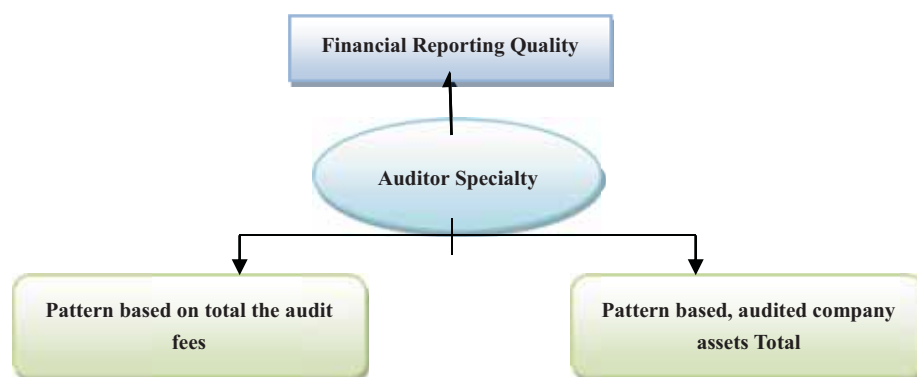 Financial Reporting Quality
Auditor Specialty
Pattern based on total the audit
fees
Pattern based, audited company
assets Total